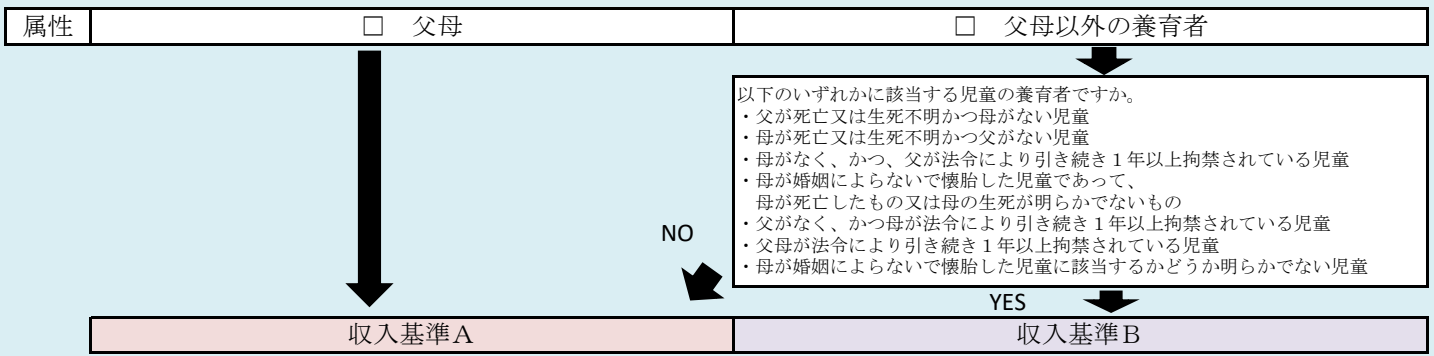 属性
□　父母
□　父母以外の養育者
以下のいずれかに該当する児童の養育者ですか。
・父が死亡又は生死不明かつ母がない児童
・母が死亡又は生死不明かつ父がない児童
・母がなく、かつ、父が法令により引き続き１年以上拘禁されている児童
・母が婚姻によらないで懐胎した児童であって、
　母が死亡したもの又は母の生死が明らかでないもの
・父がなく、かつ母が法令により引き続き１年以上拘禁されている児童
・父母が法令により引き続き１年以上拘禁されている児童
・母が婚姻によらないで懐胎した児童に該当するかどうか明らかでない児童
NO
YES
収入基準Ａ
収入基準Ｂ